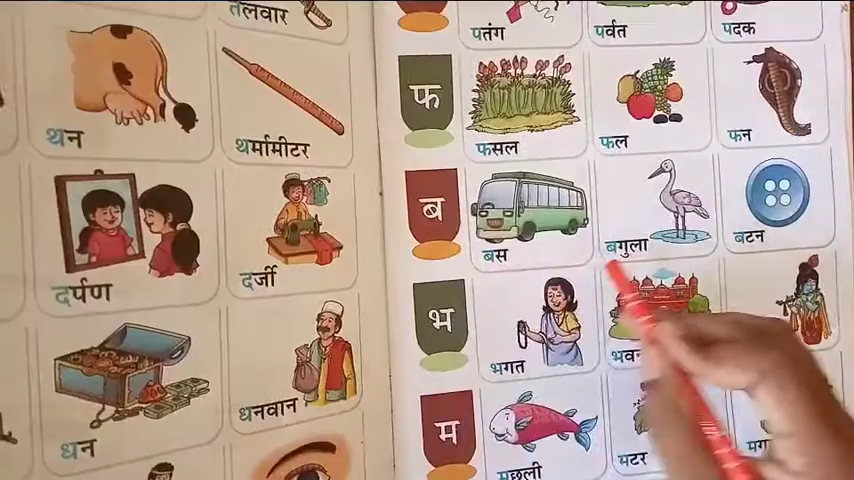 तलवार
थन
थर्मामीटर
दर्पण
दर्जी
धन
धनवान
पतंग
पर्वत
पदक
फ
फसल
फल
फन
ब
बस
बगुला
बटन
भ
भगत
म
मछली
मटर